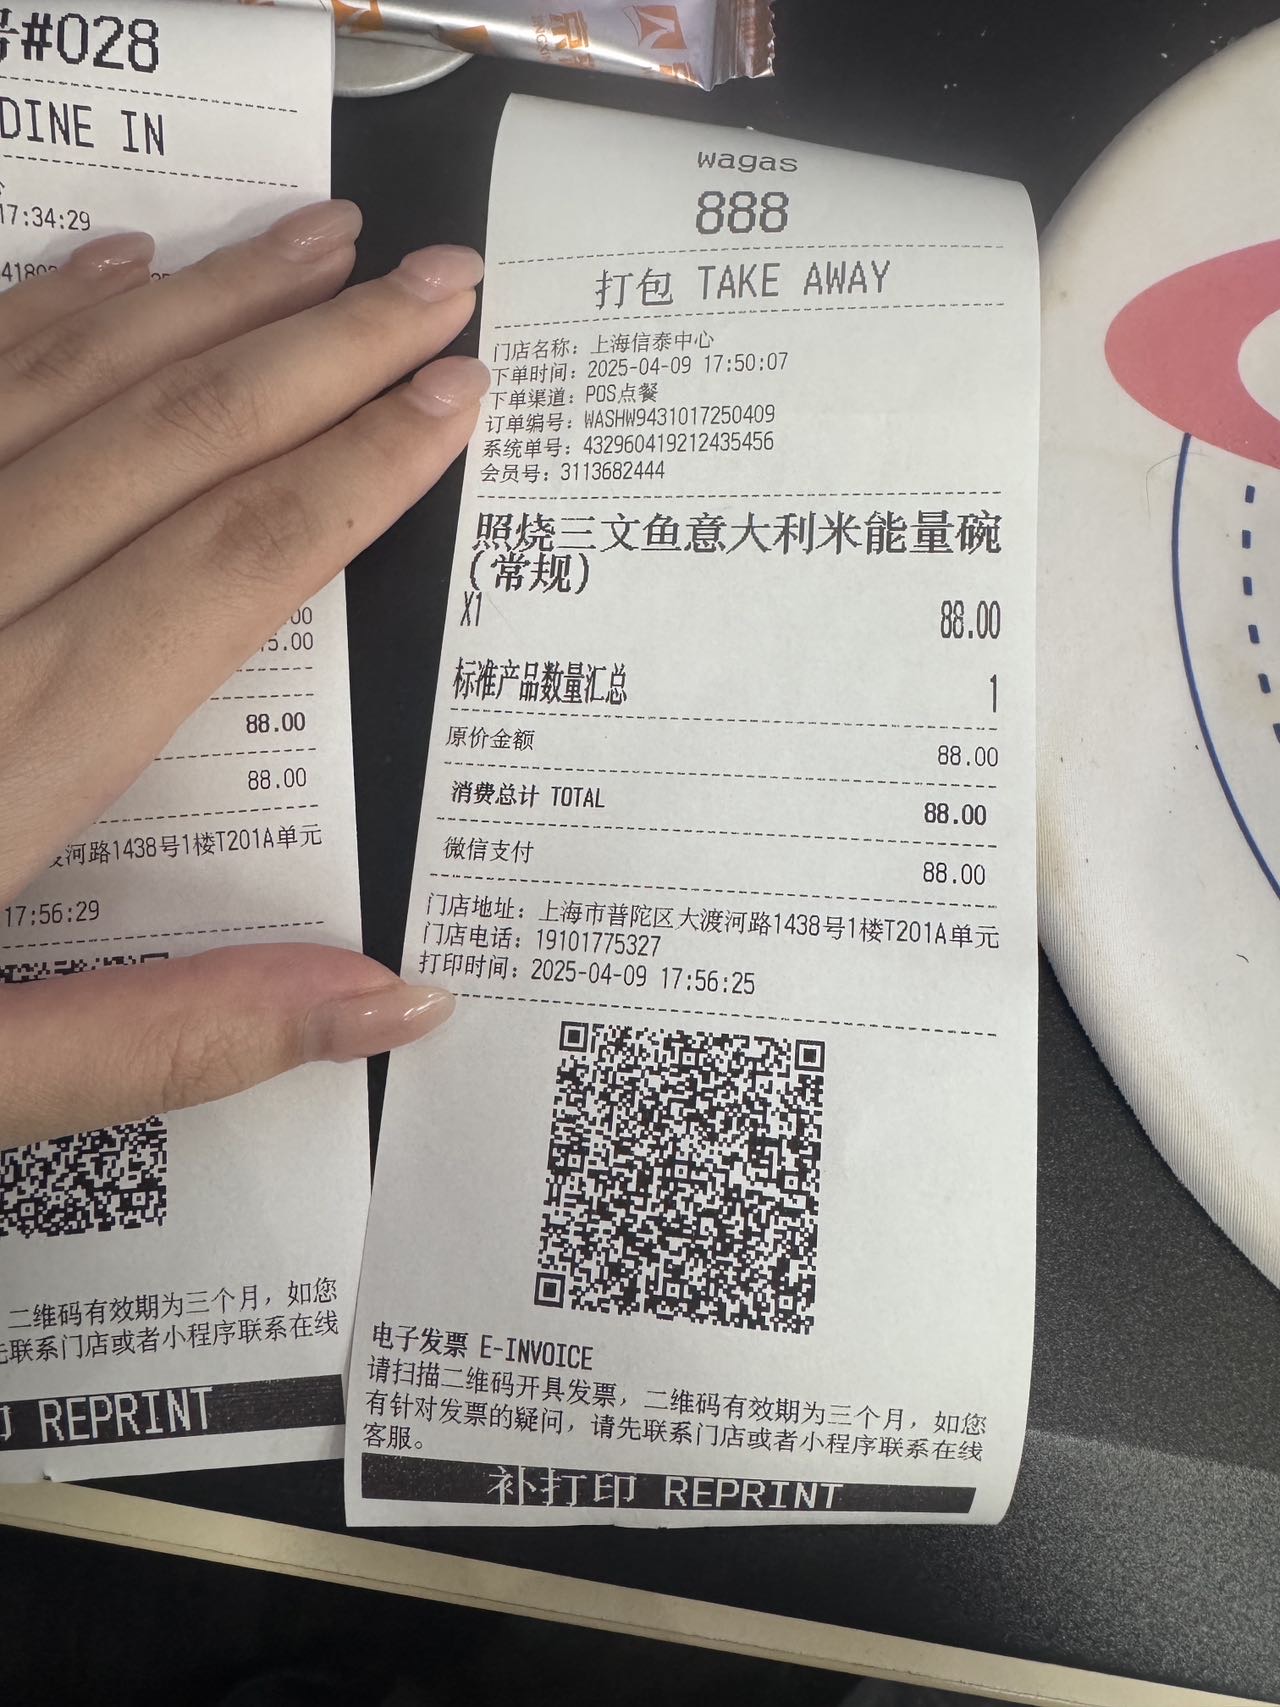 #028
DINE IN
17:34:29
5.00
88.00
88.00
河路1438号1楼T201A单元
17:56:29
二维码有效期为三个月，如您
联系门店或者小程序联系在线
REPRINT
wagas
888
打包 TAKE AWAY
门店名称：上海信泰中心
下单时间：2025-04-09 17:50:07
下单渠道：POS点餐
订单编号：WASHW9431017250409
系统单号：432960419212435456
会员号：3113682444
照烧三文鱼意大利米能量碗
(常规)
X1 88.00
标准产品数量汇总 1
原价金额 88.00
消费总计 TOTAL 88.00
微信支付 88.00
门店地址：上海市普陀区大渡河路1438号1楼T201A单元
门店电话：19101775327
打印时间：2025-04-09 17:56:25
电子发票 E-INVOICE
请扫描二维码开具发票，二维码有效期为三个月，如您
有针对发票的疑问，请先联系门店或者小程序联系在线
客服。
补打印 REPRINT